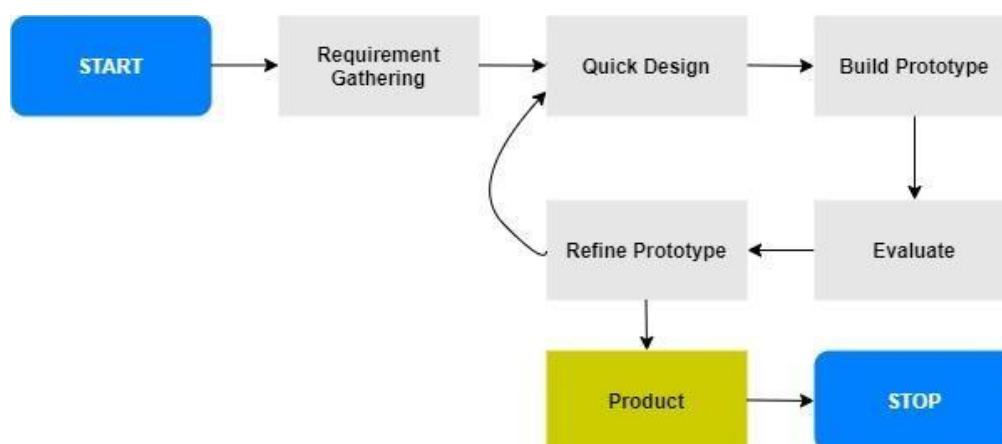 START
Requirement
Gathering
Quick Design
Build Prototype
Refine Prototype
Evaluate
Product
STOP